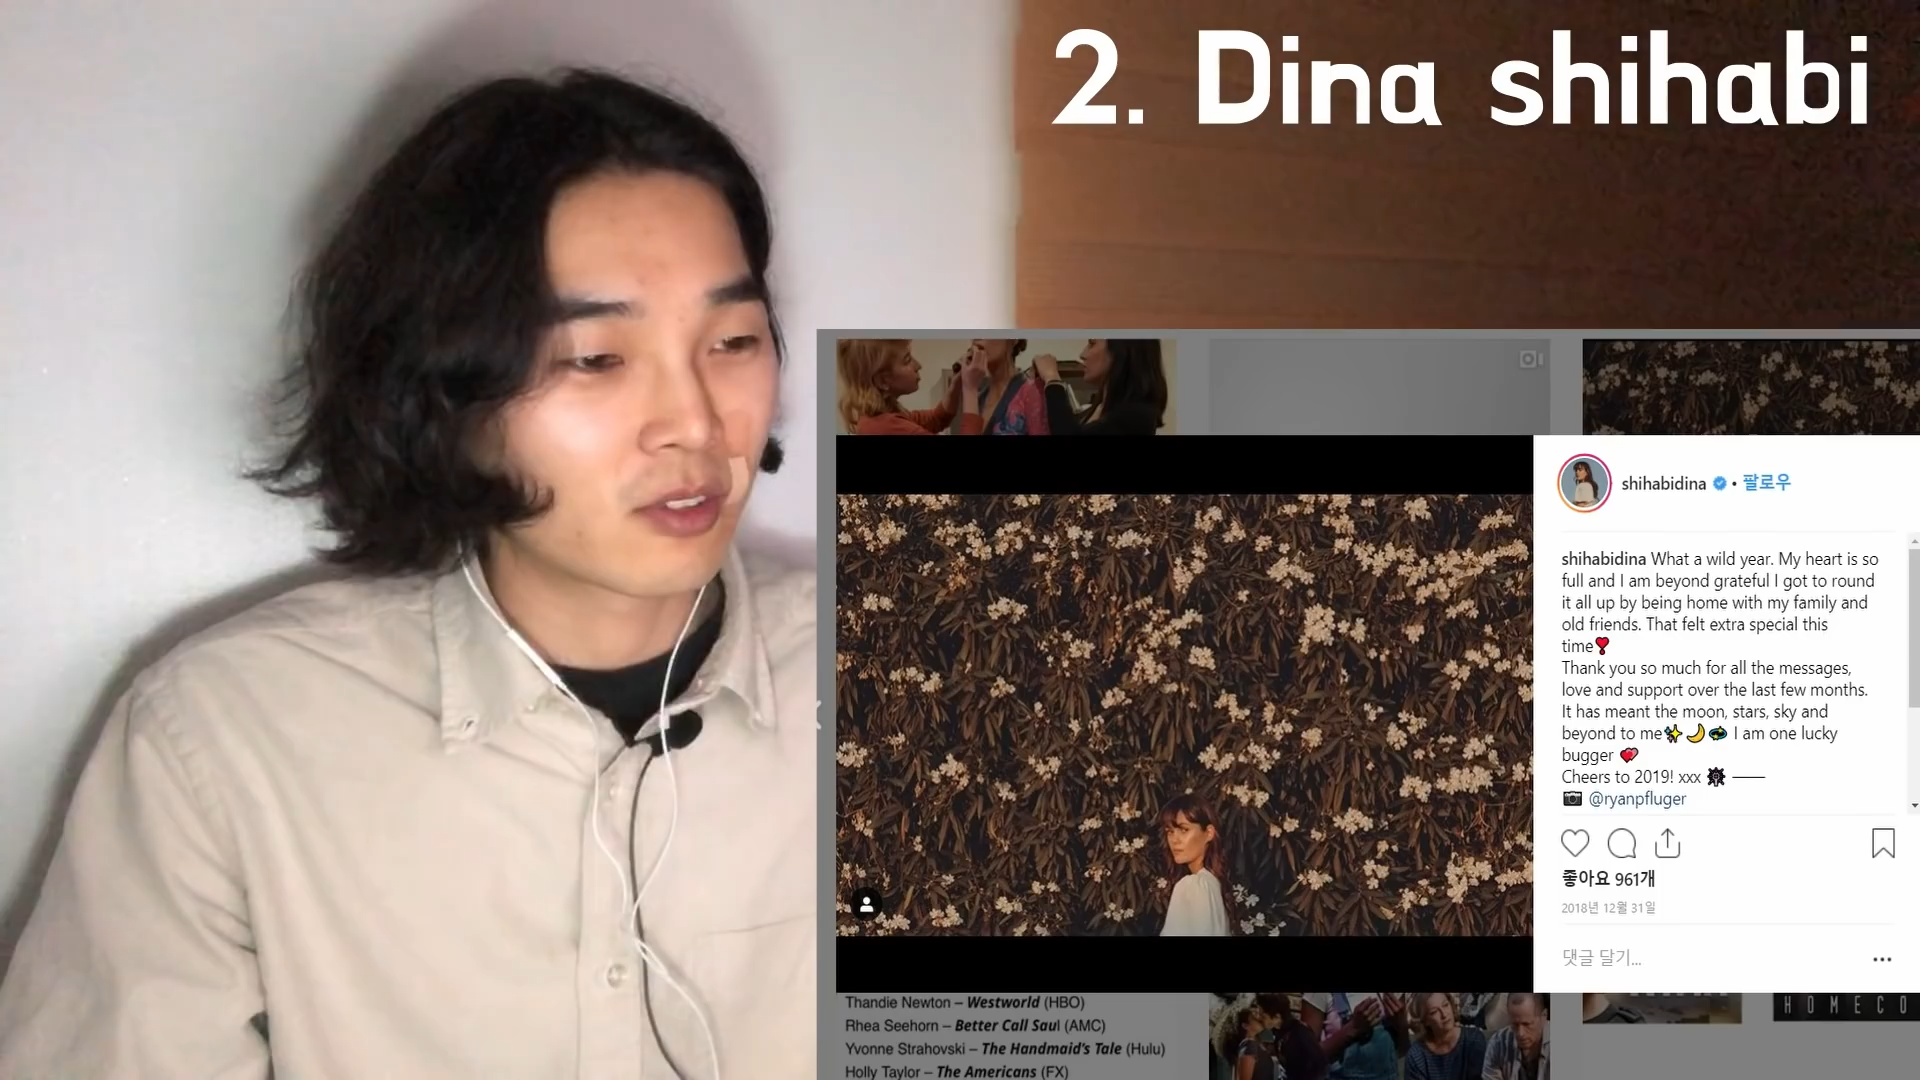 2. Dina shihabi
shihabidina • 팔로우
shihabidina What a wild year. My heart is so
full and I am beyond grateful I got to round
it all up by being home with my family and
old friends. That felt extra special this
time❣️
Thank you so much for all the messages,
love and support over the last few months.
It has meant the moon, stars, sky and
beyond to me✨🌙💫 I am one lucky
bugger 💕
Cheers to 2019! xxx ——
📷 @ryanpfluger
좋아요 961개
2018년 12월 31일
댓글 달기...
Thandie Newton – Westworld (HBO)
Rhea Seehorn – Better Call Saul (AMC)
Yvonne Strahovski – The Handmaid's Tale (Hulu)
Holly Taylor – The Americans (FX)
HOMECO